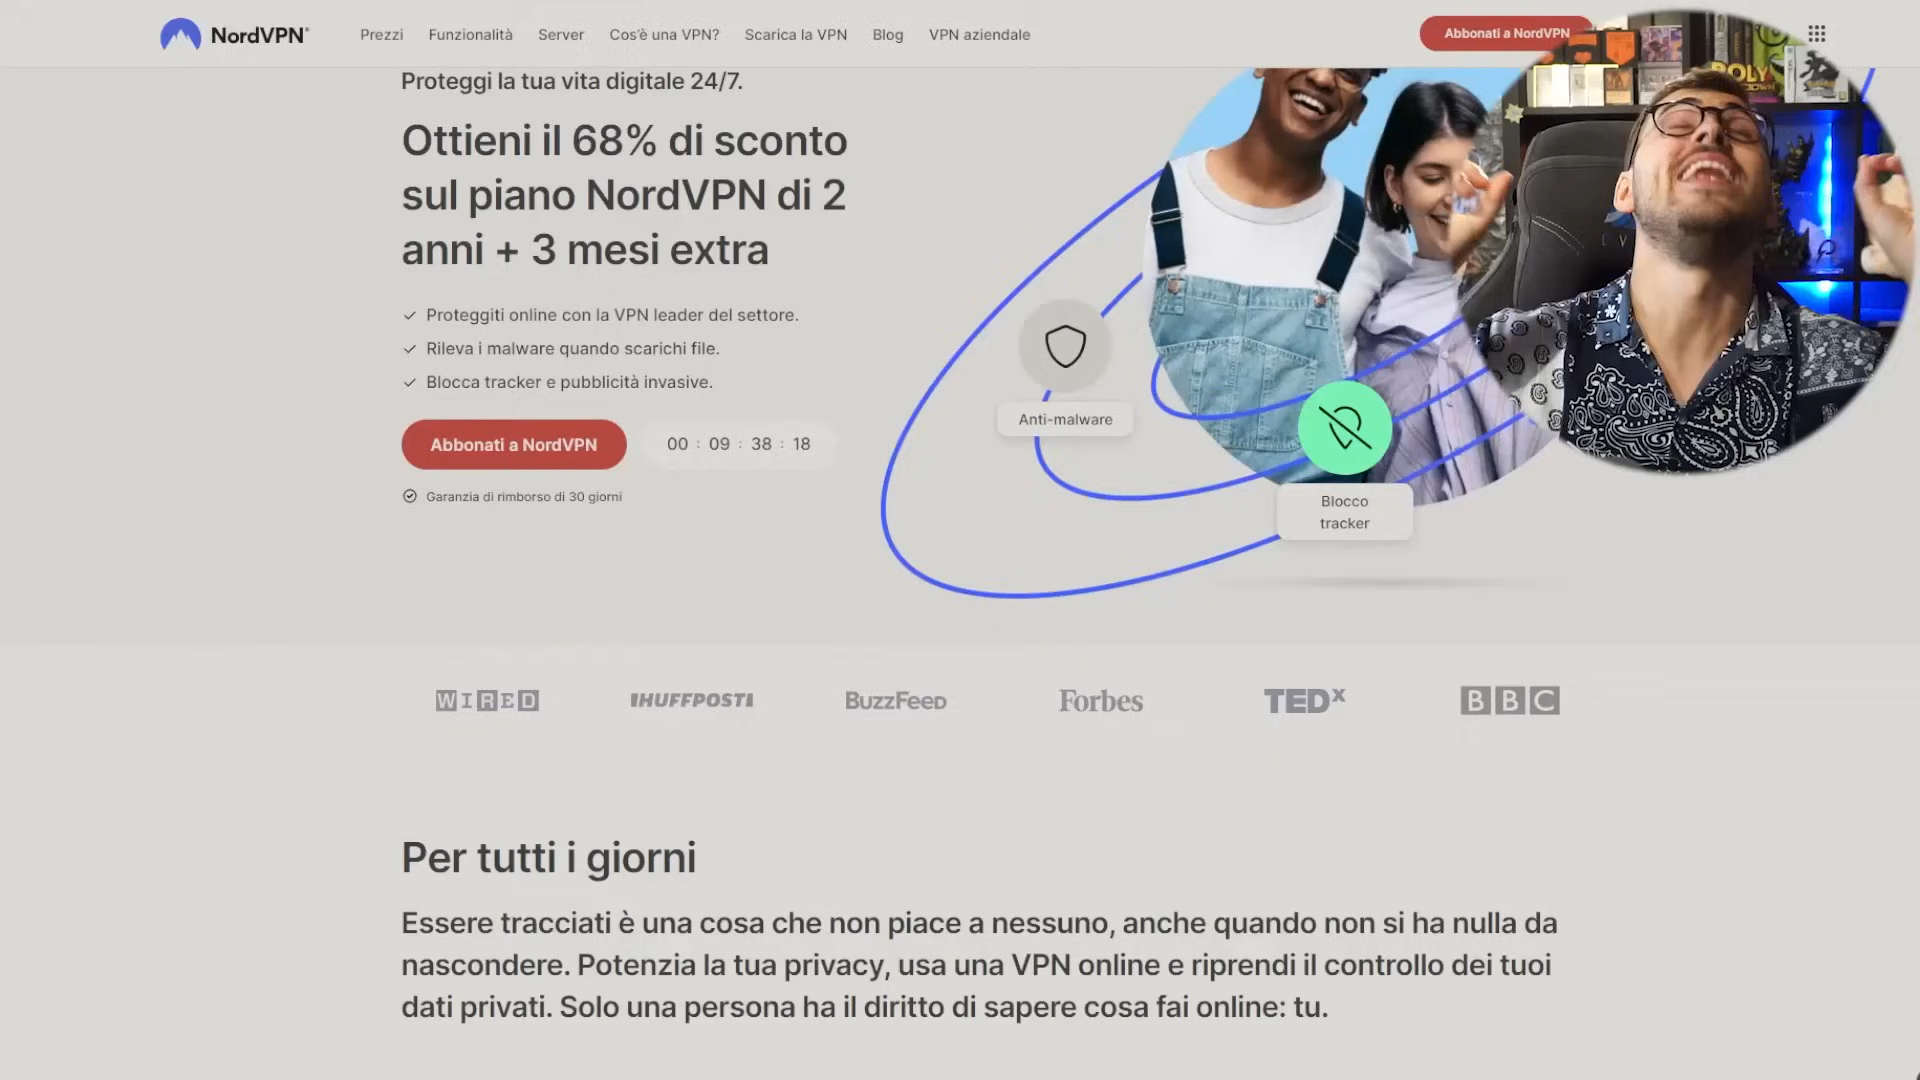 NordVPN®
Prezzi
Funzionalità
Server
Cos'è una VPN?
Scarica la VPN
Blog
VPN aziendale
Abbonati a NordVPN
Proteggi la tua vita digitale 24/7.
Ottieni il 68% di sconto
sul piano NordVPN di 2
anni + 3 mesi extra
Proteggiti online con la VPN leader del settore.
Rileva i malware quando scarichi file.
Blocca tracker e pubblicità invasive.
Abbonati a NordVPN
00 : 09 : 38 : 18
Garanzia di rimborso di 30 giorni
Anti-malware
Blocco
tracker
WIRED
IHUFFPOSTI
BuzzFeed
Forbes
TEDx
BBC
Per tutti i giorni
Essere tracciati è una cosa che non piace a nessuno, anche quando non si ha nulla da
nascondere. Potenzia la tua privacy, usa una VPN online e riprendi il controllo dei tuoi
dati privati. Solo una persona ha il diritto di sapere cosa fai online: tu.